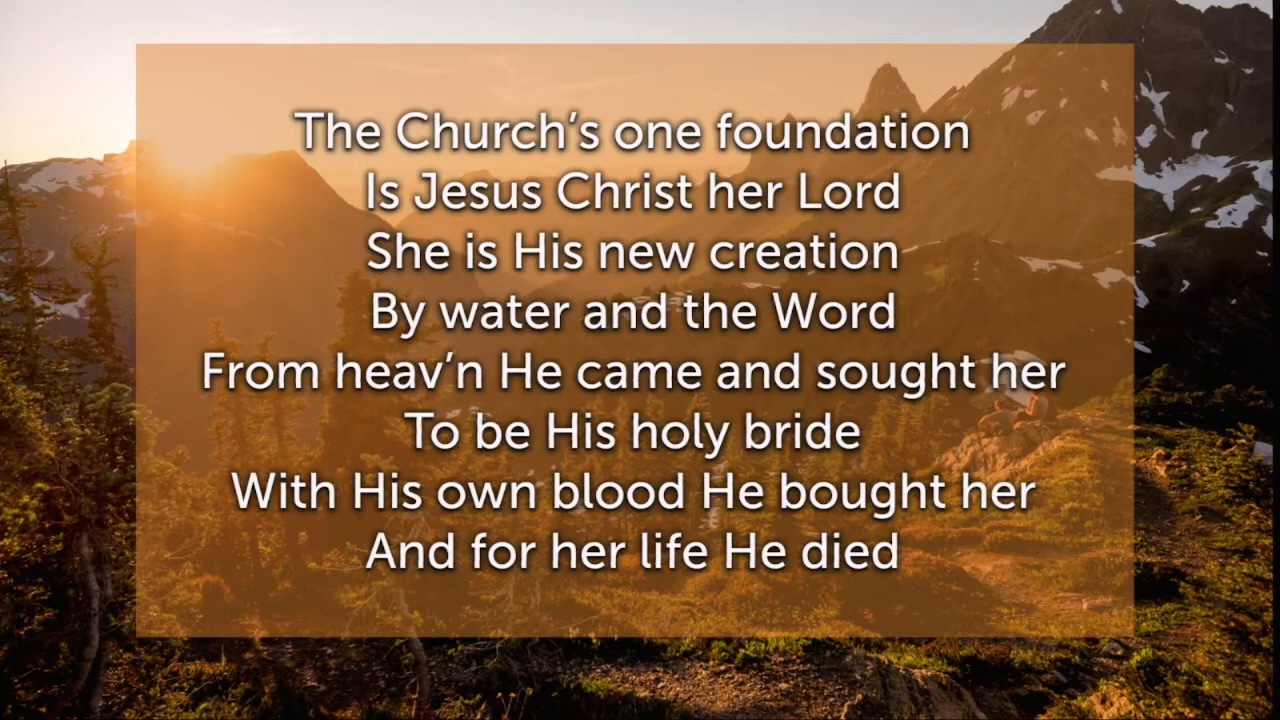 The Church’s one foundation
Is Jesus Christ her Lord
She is His new creation
By water and the Word
From heav’n He came and sought her
To be His holy bride
With His own blood He bought her
And for her life He died